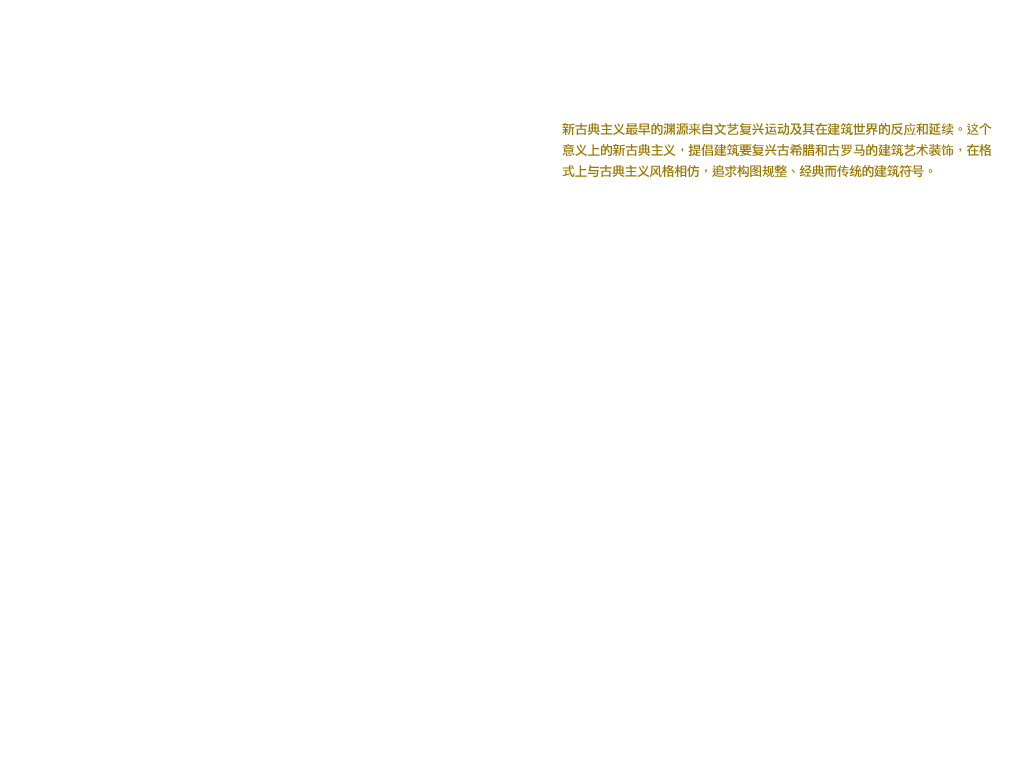 新古典主义最早的渊源来自文艺复兴运动及其在建筑世界的反应和延续。这个
意义上的新古典主义，提倡建筑要复兴古希腊和古罗马的建筑艺术装饰，在格
式上与古典主义风格相仿，追求构图规整、经典而传统的建筑符号。